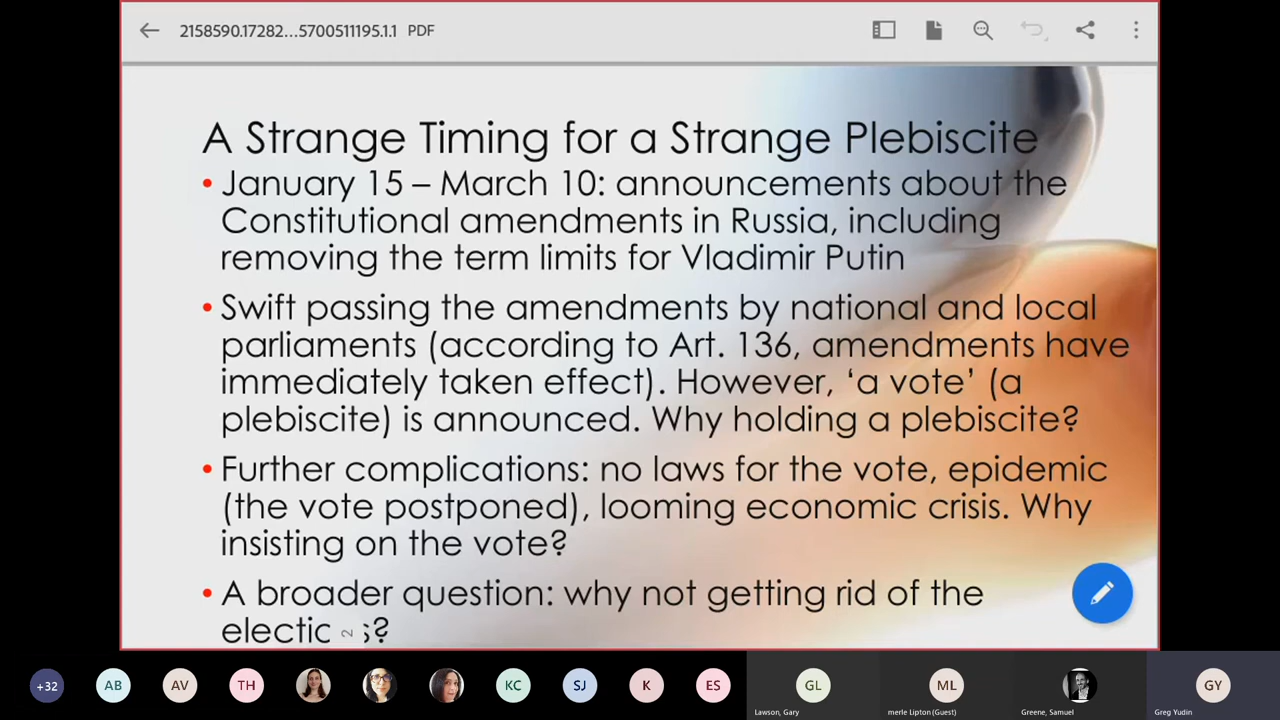 2158590.17282...5700511195.1.1 PDF
A Strange Timing for a Strange Plebiscite
• January 15 – March 10: announcements about the
Constitutional amendments in Russia, including
removing the term limits for Vladimir Putin
• Swift passing the amendments by national and local
parliaments (according to Art. 136, amendments have
immediately taken effect). However, ‘a vote’ (a
plebiscite) is announced. Why holding a plebiscite?
• Further complications: no laws for the vote, epidemic
(the vote postponed), looming economic crisis. Why
insisting on the vote?
• A broader question: why not getting rid of the
2
+32 AB AV TH KC SJ K ES GL ML GY
Lawson, Gary merle Lipton (Guest) Greene, Samuel Greg Yudin